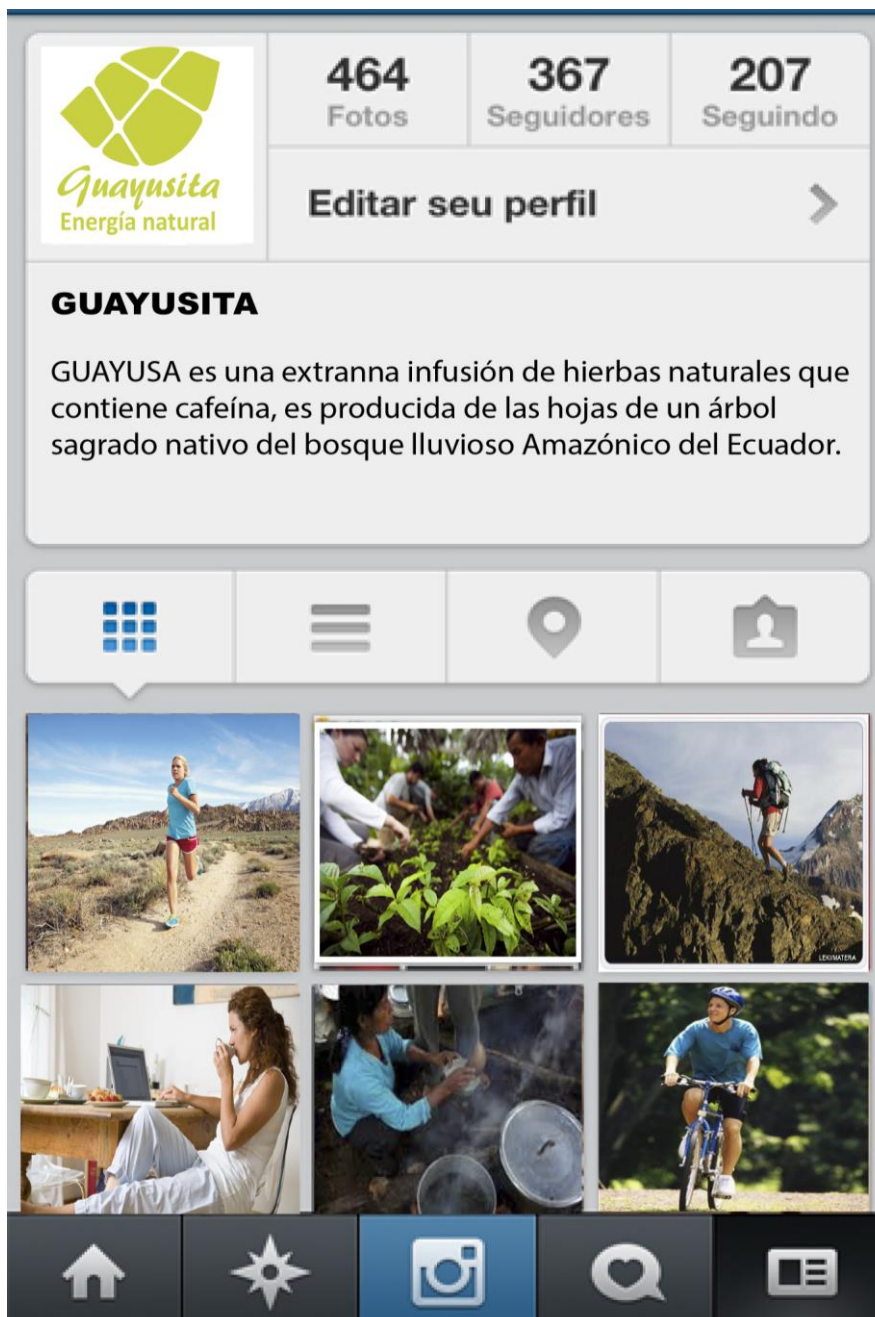 464
Fotos
367
Seguidores
207
Seguindo
Guayusita
Energía natural
Editar seu perfil
GUAYUSITA
GUAYUSA es una extranna infusión de hierbas naturales que
contiene cafeína, es producida de las hojas de un árbol
sagrado nativo del bosque lluvioso Amazónico del Ecuador.
LEKIMATERA